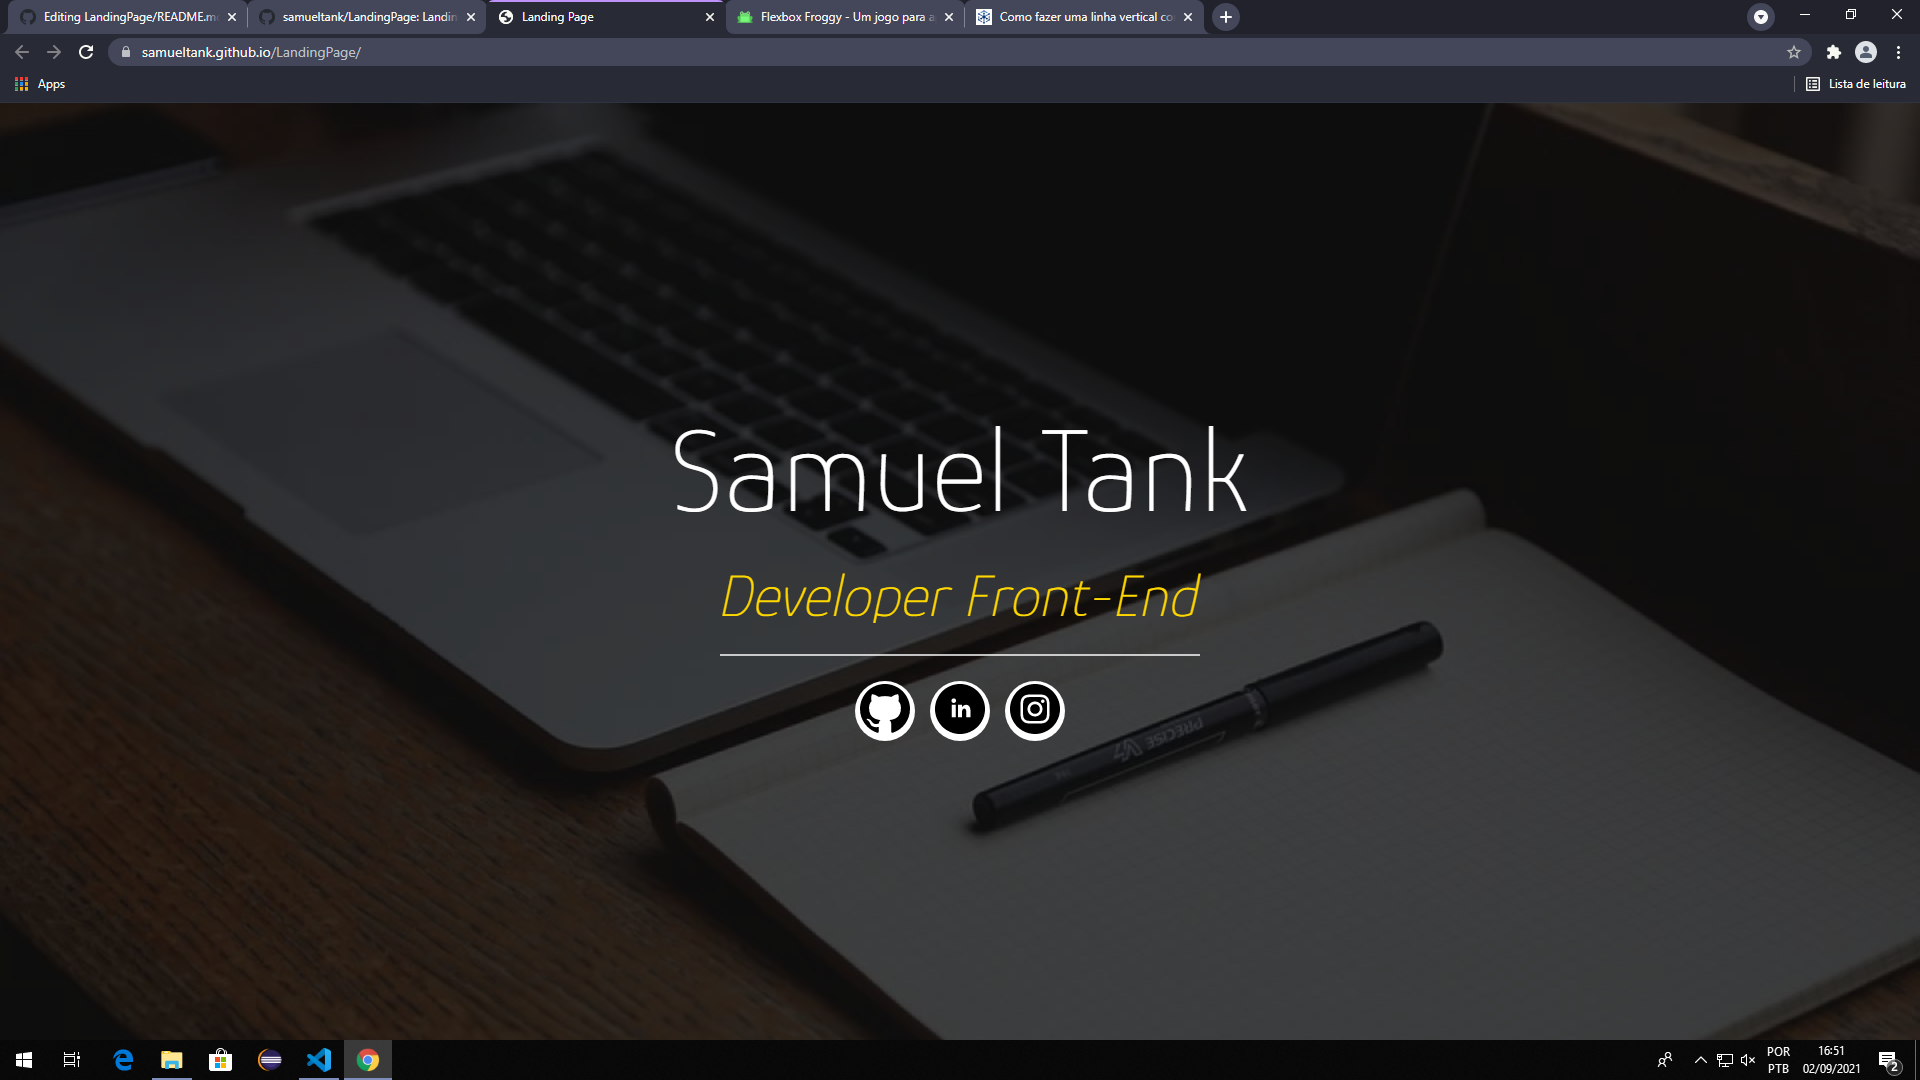 Editing LandingPage/README.m
samueltank/LandingPage: Landin
Landing Page
Flexbox Froggy - Um jogo para a
Como fazer uma linha vertical co
samueltank.github.io/LandingPage/
Apps
Lista de leitura
Samuel Tank
Developer Front-End
in
PRECISE V7
POR
PTB
16:51
02/09/2021
2